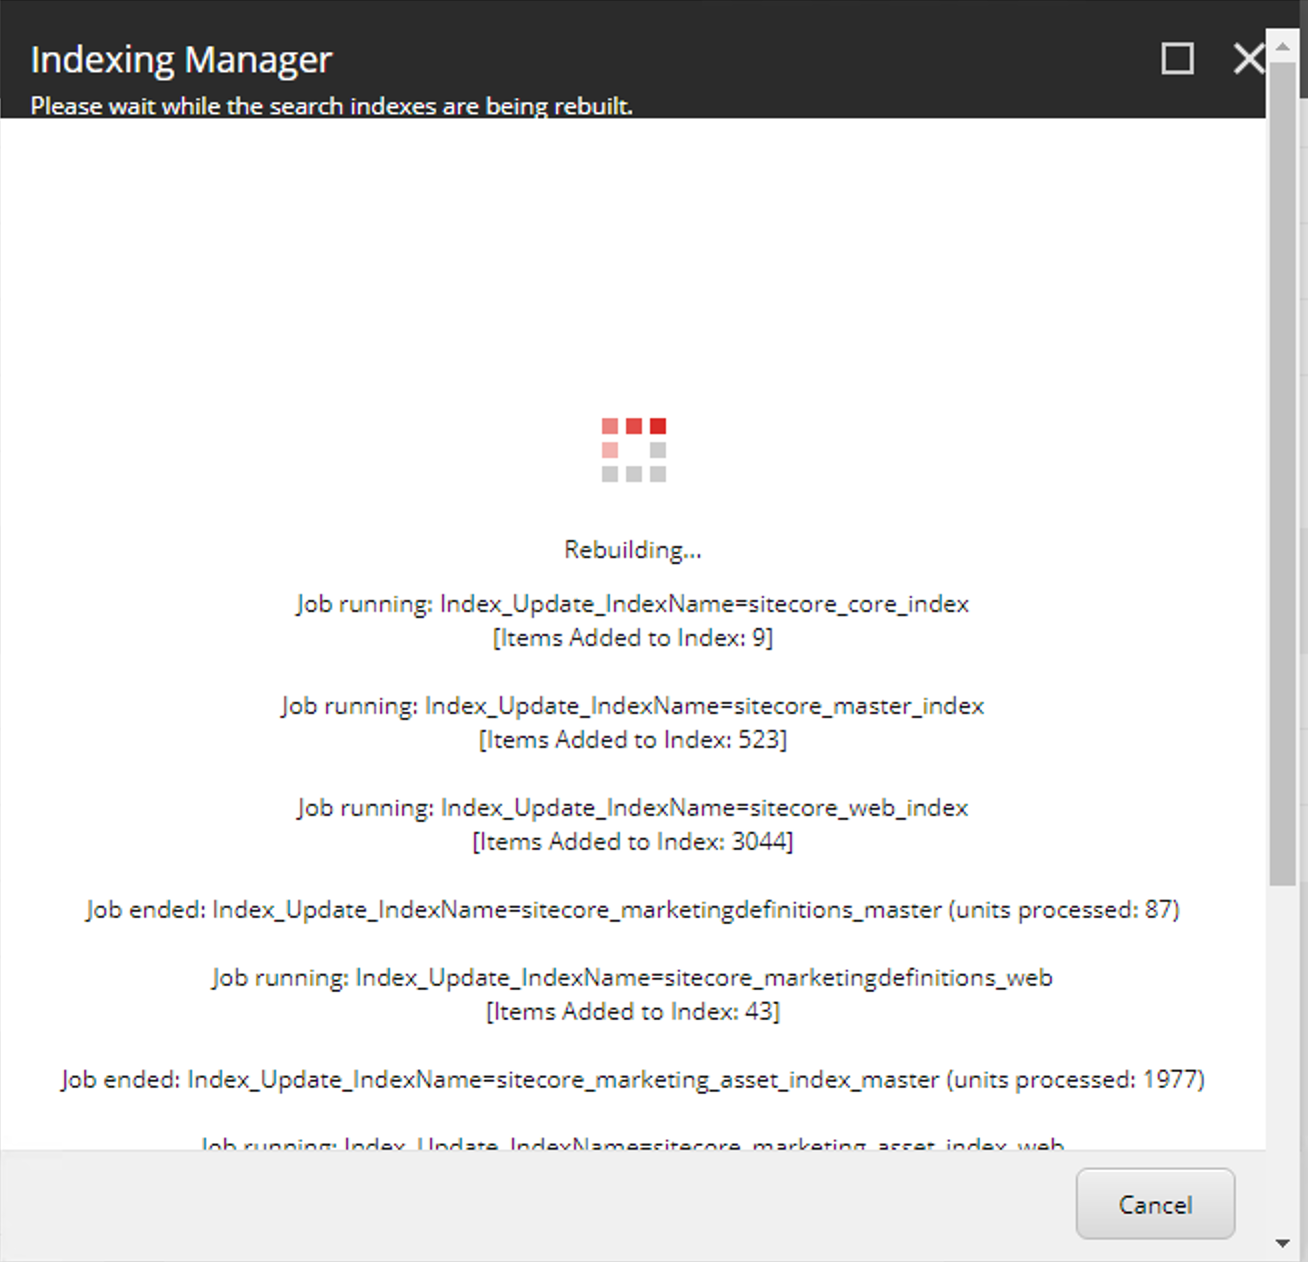 Indexing Manager
Please wait while the search indexes are being rebuilt.
Rebuilding...
Job running: Index_Update_IndexName=sitecore_core_index
[Items Added to Index: 9]
Job running: Index_Update_IndexName=sitecore_master_index
[Items Added to Index: 523]
Job running: Index_Update_IndexName=sitecore_web_index
[Items Added to Index: 3044]
Job ended: Index_Update_IndexName=sitecore_marketingdefinitions_master (units processed: 87)
Job running: Index_Update_IndexName=sitecore_marketingdefinitions_web
[Items Added to Index: 43]
Job ended: Index_Update_IndexName=sitecore_marketing_asset_index_master (units processed: 1977)
Job running: Index_Update_IndexName=sitecore_marketing_asset_index_web
Cancel